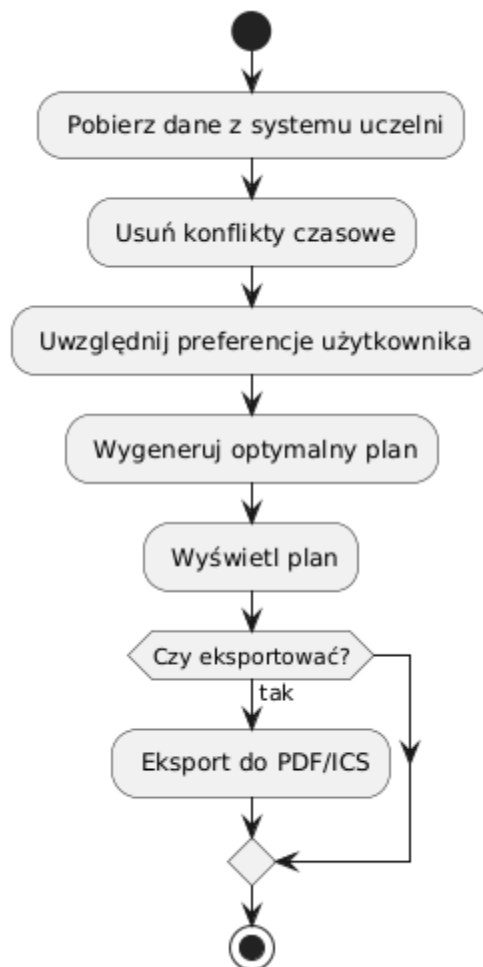 Pobierz dane z systemu uczelni
Usuń konflikty czasowe
Uwzględnij preferencje użytkownika
Wygeneruj optymalny plan
Wyświetl plan
Czy eksportować?
tak
Eksport do PDF/ICS